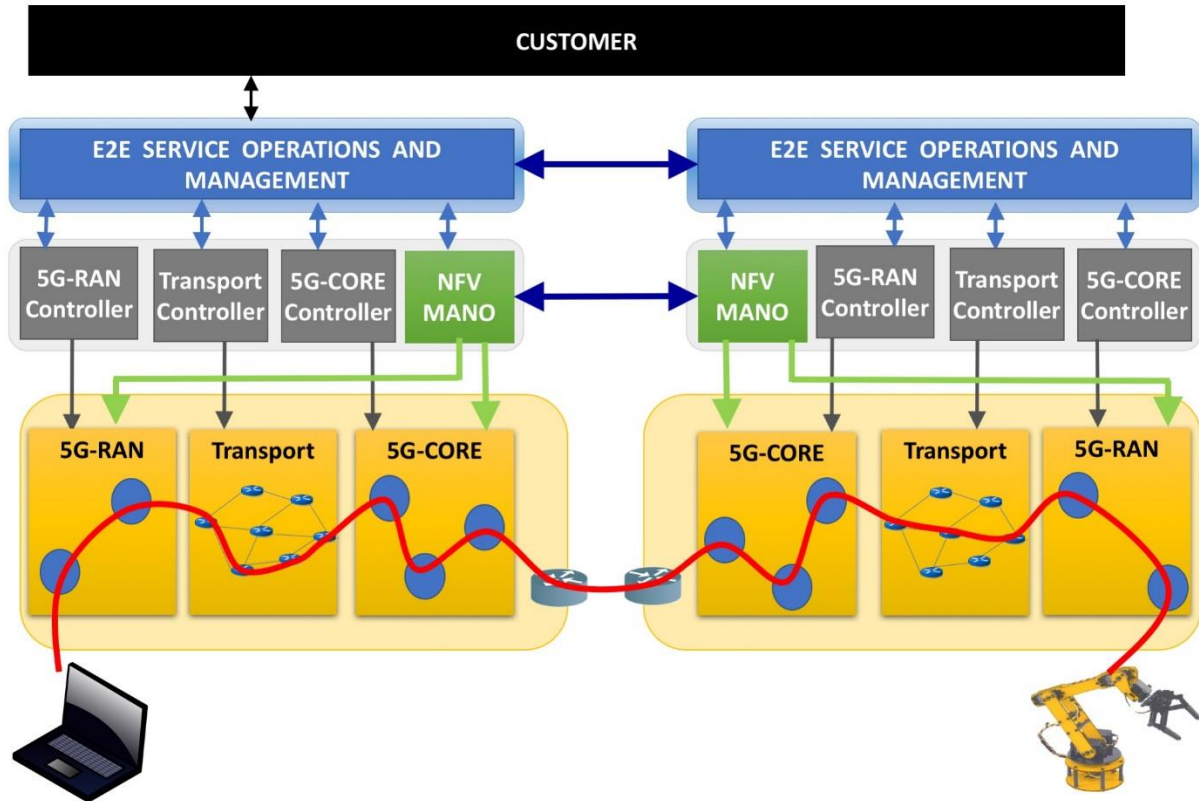 CUSTOMER
E2E SERVICE OPERATIONS AND
MANAGEMENT
E2E SERVICE OPERATIONS AND
MANAGEMENT
5G-RAN
Controller
Transport
Controller
5G-CORE
Controller
NFV
MANO
NFV
MANO
5G-RAN
Controller
Transport
Controller
5G-CORE
Controller
5G-RAN
Transport
5G-CORE
5G-CORE
Transport
5G-RAN